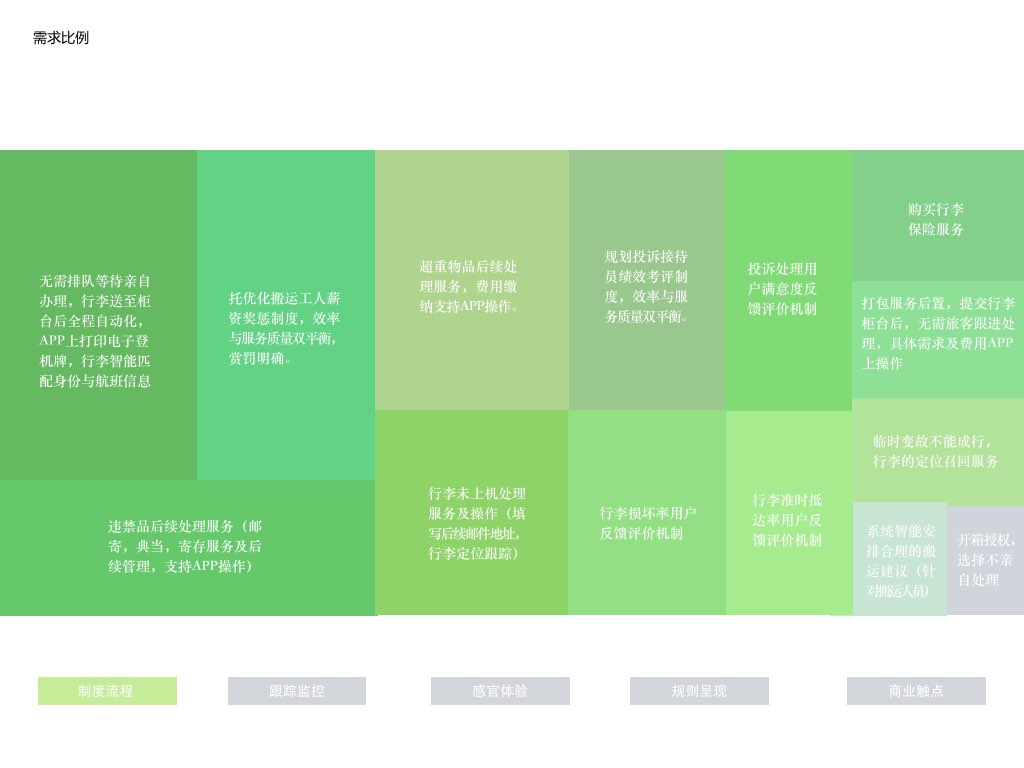 需求比例
无需排队等待亲自
办理，行李送至柜
台后全程自动化，
APP上打印电子登
机牌，行李智能匹
配身份与航班信息
托优化搬运工人薪
资奖惩制度，效率
与服务质量双平衡，
赏罚明确。
超重物品后续处
理服务，费用缴
纳支持APP操作。
规划投诉接待
员绩效考评制
度，效率与服
务质量双平衡。
投诉处理用
户满意度反
馈评价机制
购买行李
保险服务
打包服务后置，提交行李
柜台后，无需旅客跟进处
理，具体需求及费用APP
上操作
临时变故不能成行，
行李的定位召回服务
违禁品后续处理服务（邮
寄，典当，寄存服务及后
续管理，支持APP操作）
行李未上机处理
服务及操作（填
写后续邮件地址，
行李定位跟踪）
行李损坏率用户
反馈评价机制
行李准时抵
达率用户反
馈评价机制
系统智能安
排合理的搬
运建议（针
对搬运人员）
开箱授权，
选择不亲
自处理
制度流程
跟踪监控
感官体验
规则呈现
商业触点